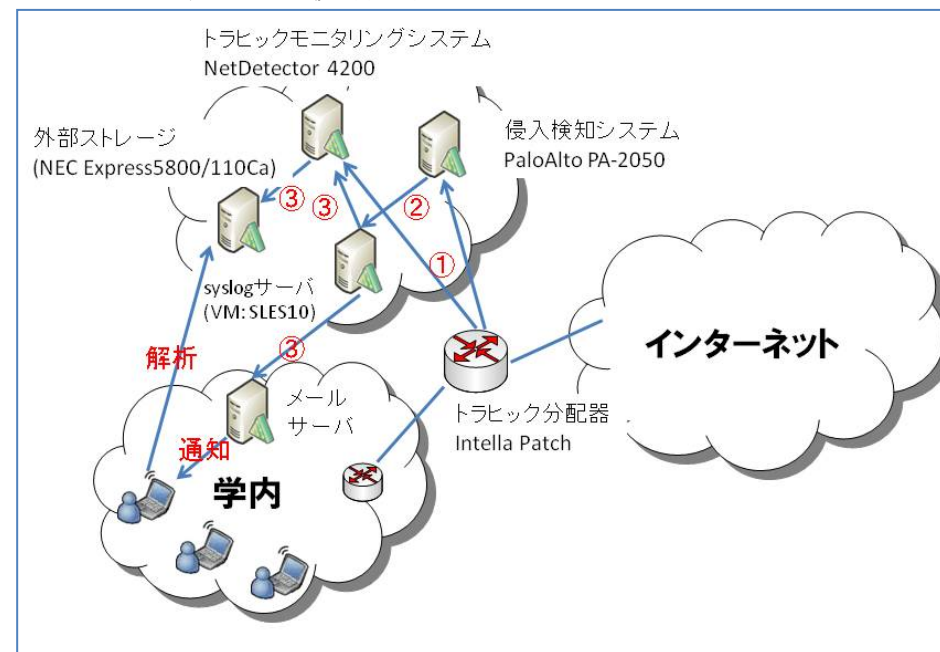 トラヒックモニタリングシステム
NetDetector 4200
外部ストレージ
(NEC Express5800/110Ca)
侵入検知システム
PaloAlto PA-2050
③
③
②
①
syslogサーバ
(VM:SLES10)
③
解析
インターネット
メール
サーバ
トラヒック分配器
Intella Patch
通知
学内